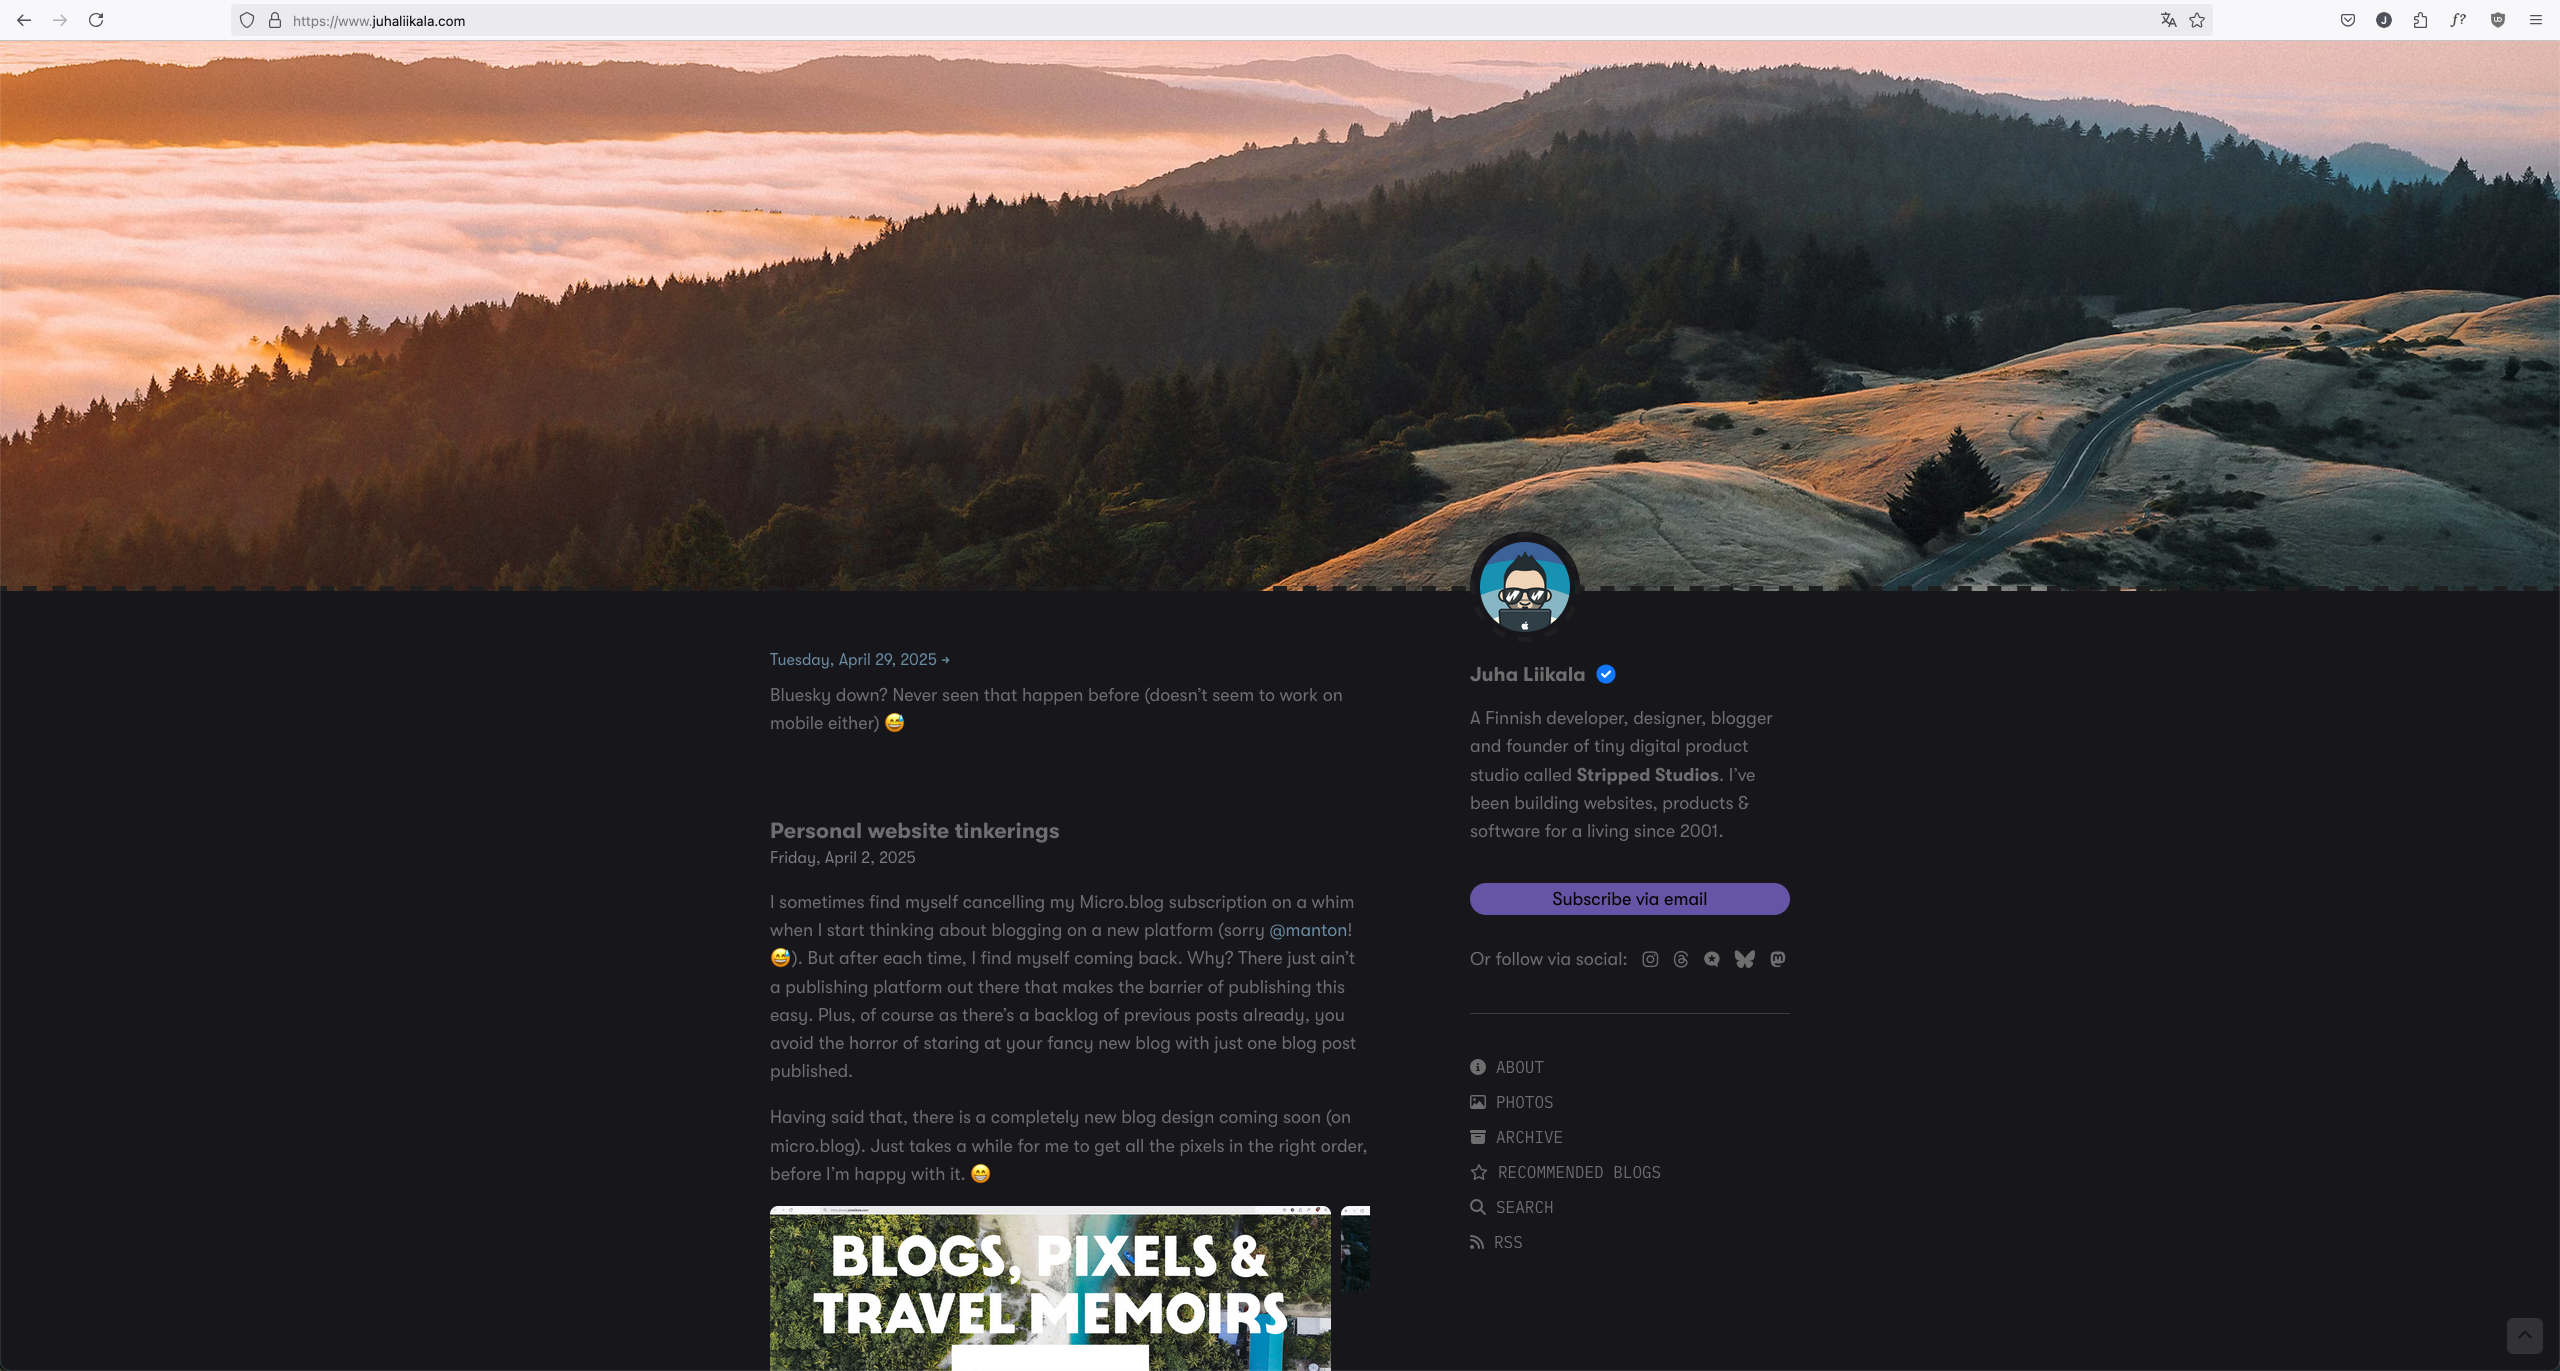 https://www.juhaliikala.com
Tuesday, April 29, 2025 →
Bluesky down? Never seen that happen before (doesn’t seem to work on
mobile either) 😅
Personal website tinkerings
Friday, April 2, 2025
I sometimes find myself cancelling my Micro.blog subscription on a whim
when I start thinking about blogging on a new platform (sorry @manton!
😅). But after each time, I find myself coming back. Why? There just ain’t
a publishing platform out there that makes the barrier of publishing this
easy. Plus, of course as there’s a backlog of previous posts already, you
avoid the horror of staring at your fancy new blog with just one blog post
published.
Having said that, there is a completely new blog design coming soon (on
micro.blog). Just takes a while for me to get all the pixels in the right order,
before I’m happy with it. 😁
BLOGS, PIXELS &
TRAVEL MEMOIRS
Juha Liikala
A Finnish developer, designer, blogger
and founder of tiny digital product
studio called Stripped Studios. I’ve
been building websites, products &
software for a living since 2001.
Subscribe via email
Or follow via social:
ABOUT
PHOTOS
ARCHIVE
RECOMMENDED BLOGS
SEARCH
RSS